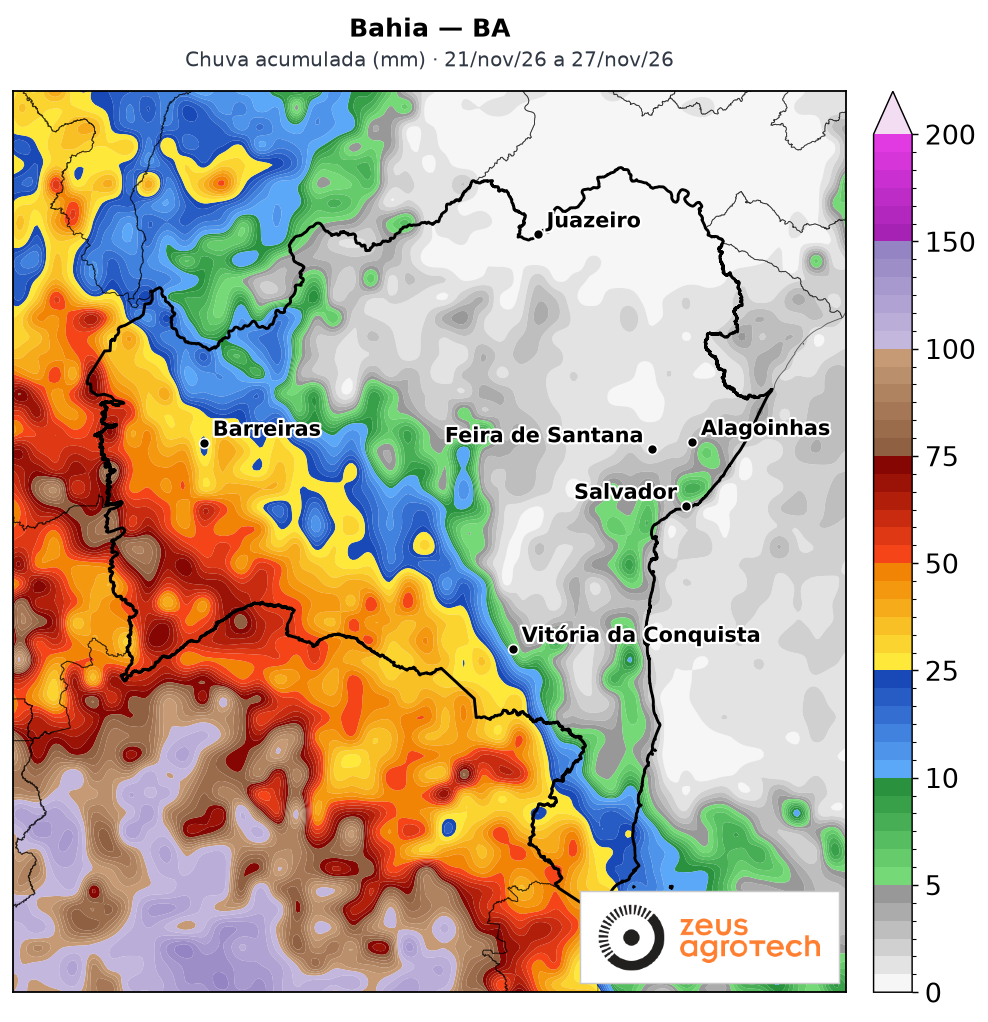 Bahia — BA
Chuva acumulada (mm) · 21/nov/26 a 27/nov/26
200
Juazeiro
150
100
Barreiras
Alagoinhas
Feira de Santana
75
Salvador
50
Vitória da Conquista
25
10
5
zeus
agrotech
0